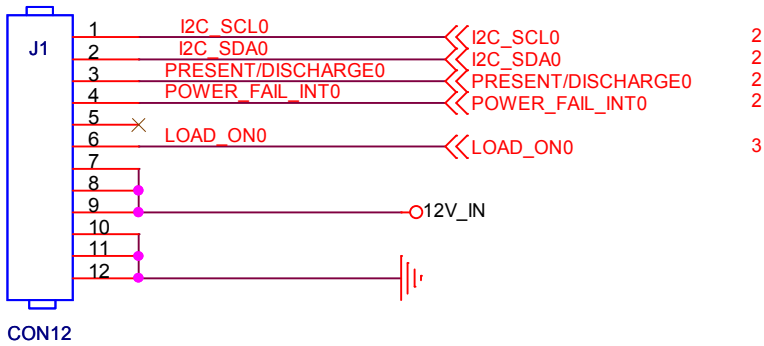 J1
1 I2C_SCL0 I2C_SCL0 2
2 I2C_SDA0 I2C_SDA0 2
3 PRESENT/DISCHARGE0 PRESENT/DISCHARGE0 2
4 POWER_FAIL_INT0 POWER_FAIL_INT0 2
5
6 LOAD_ON0 LOAD_ON0 3
7
8
9 12V_IN
10
11
12
CON12